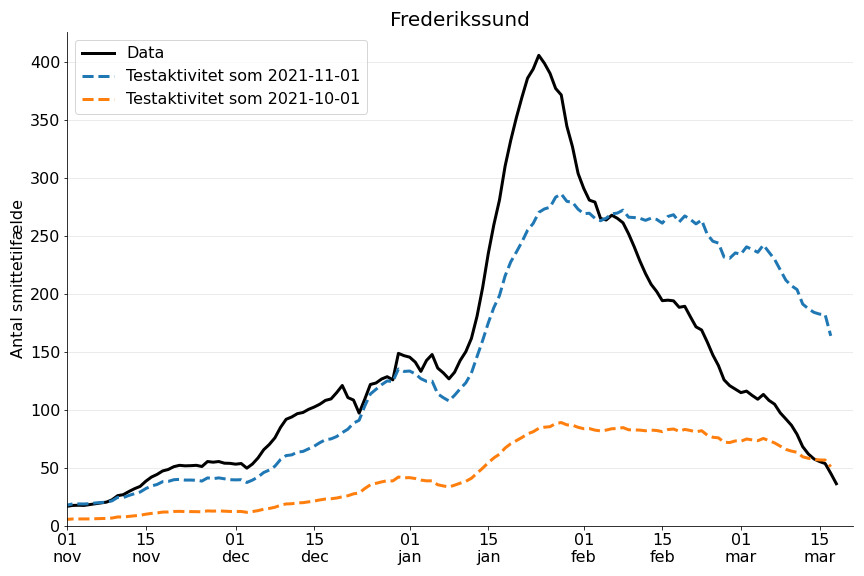 Frederikssund
Data
Testaktivitet som 2021-11-01
Testaktivitet som 2021-10-01
Antal smittetilfælde
400
350
300
250
200
150
100
50
0
01 15 01 15 01 15 01 15 01 15
nov nov dec dec jan jan feb feb mar mar